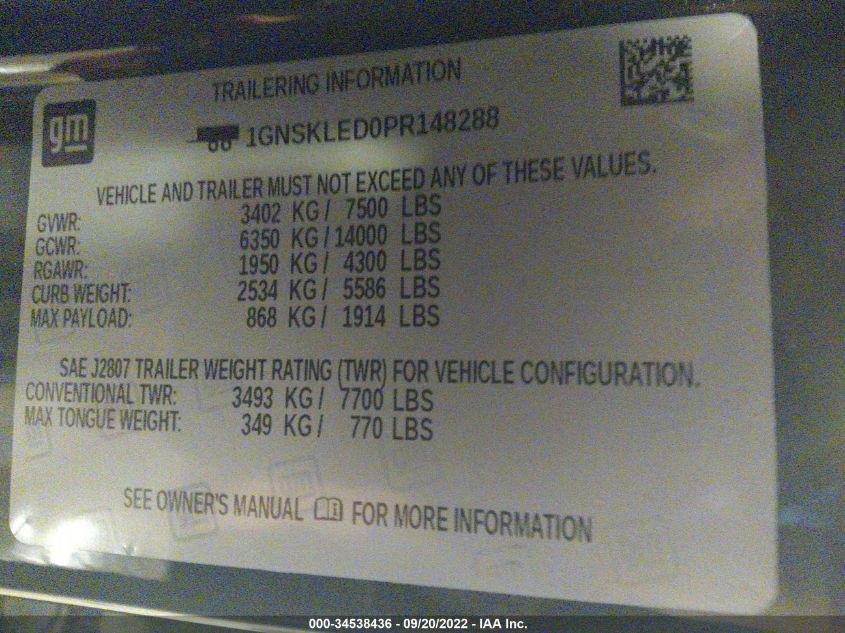 TRAILERING INFORMATION
gm
1GNSKLED0PR148288
VEHICLE AND TRAILER MUST NOT EXCEED ANY OF THESE VALUES.
GVWR: 3402 KG / 7500 LBS
GCWR: 6350 KG / 14000 LBS
RGAWR: 1950 KG / 4300 LBS
CURB WEIGHT: 2534 KG / 5586 LBS
MAX PAYLOAD: 868 KG / 1914 LBS
SAE J2807 TRAILER WEIGHT RATING (TWR) FOR VEHICLE CONFIGURATION.
CONVENTIONAL TWR: 3493 KG / 7700 LBS
MAX TONGUE WEIGHT: 349 KG / 770 LBS
SEE OWNER'S MANUAL FOR MORE INFORMATION
000-34538436 - 09/20/2022 - IAA Inc.